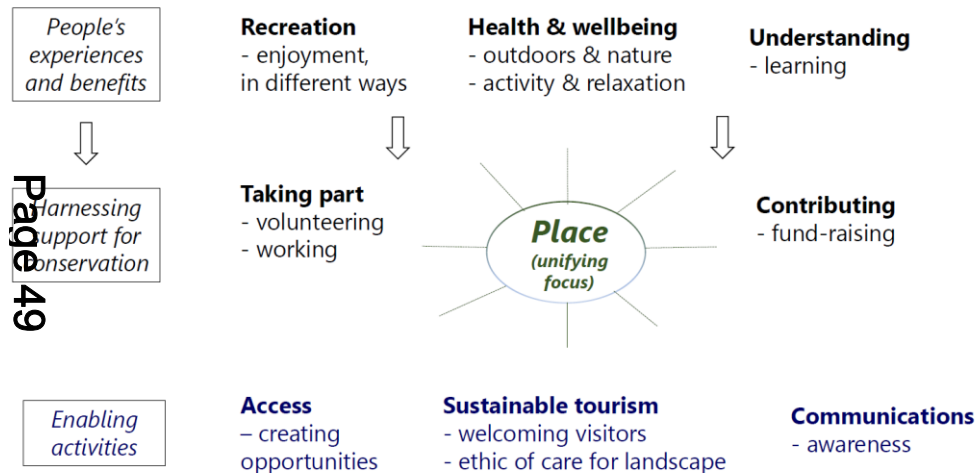 People's
experiences
and benefits
Recreation
- enjoyment,
in different ways
Health & wellbeing
- outdoors & nature
- activity & relaxation
Understanding
- learning
Page 49
Harnessing
support for
conservation
Taking part
- volunteering
- working
Place
(unifying
focus)
Contributing
- fund-raising
Enabling
activities
Access
– creating
opportunities
Sustainable tourism
- welcoming visitors
- ethic of care for landscape
Communications
- awareness